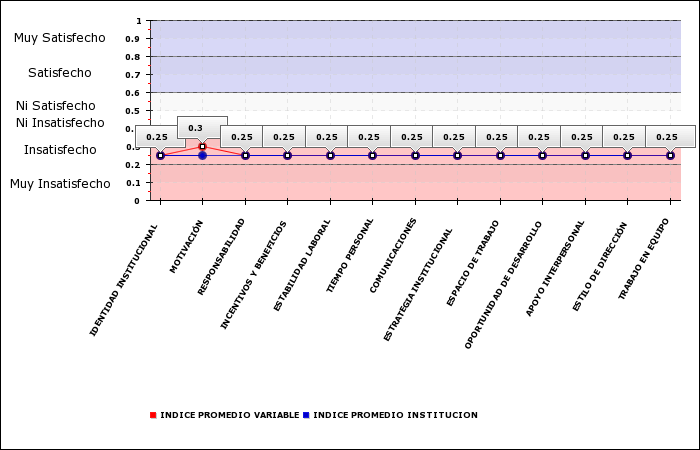 Muy Satisfecho
Satisfecho
Ni Satisfecho
Ni Insatisfecho
Insatisfecho
Muy Insatisfecho
1
0.9
0.8
0.7
0.6
0.5
0.2
0.1
0
0.25
0.3
0.25
0.25
0.25
0.25
0.25
0.25
0.25
0.25
0.25
0.25
0.25
IDENTIDAD INSTITUCIONAL
MOTIVACIÓN
RESPONSABILIDAD
INCENTIVOS Y BENEFICIOS
ESTABILIDAD LABORAL
TIEMPO PERSONAL
COMUNICACIONES
ESTRATEGIA INSTITUCIONAL
ESPACIO DE TRABAJO
OPORTUNIDAD DE DESARROLLO
APOYO INTERPERSONAL
ESTILO DE DIRECCIÓN
TRABAJO EN EQUIPO
INDICE PROMEDIO VARIABLE INDICE PROMEDIO INSTITUCION